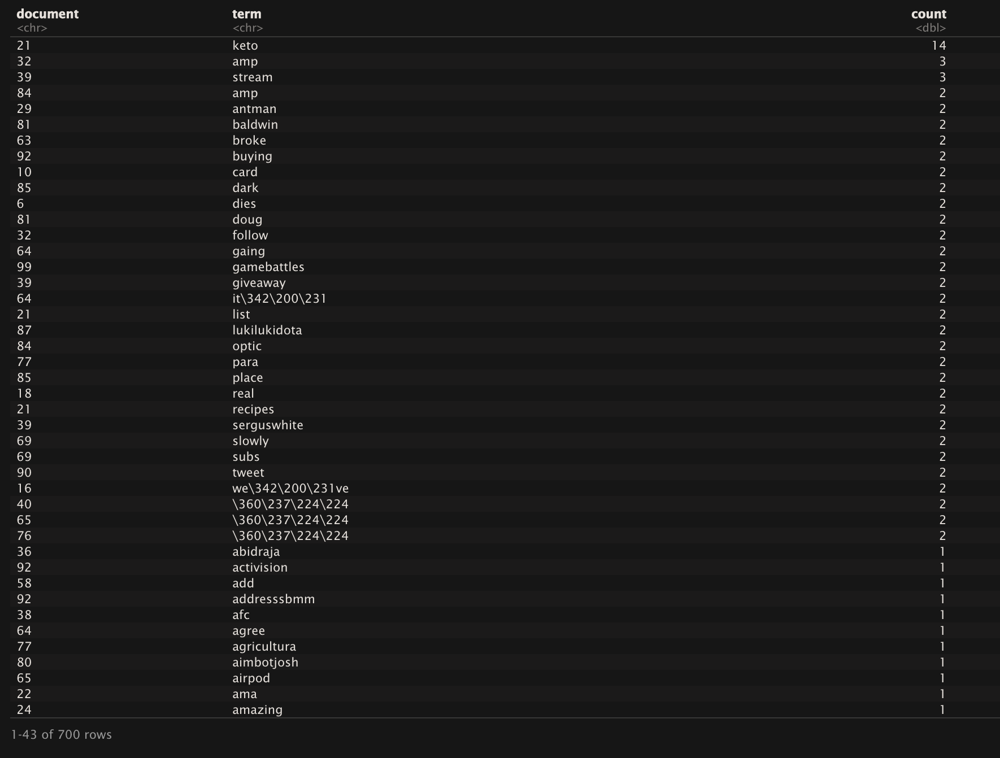 document term count
<chr> <chr> <dbl>
21 keto 14
32 amp 3
39 stream 3
84 amp 2
29 antman 2
81 baldwin 2
63 broke 2
92 buying 2
10 card 2
85 dark 2
6 dies 2
81 doug 2
32 follow 2
64 gaing 2
99 gamebattles 2
39 giveaway 2
64 it\342\200\231 2
21 list 2
87 lukilukidota 2
84 optic 2
77 para 2
85 place 2
18 real 2
21 recipes 2
39 serguswhite 2
69 slowly 2
69 subs 2
90 tweet 2
16 we\342\200\231ve 2
40 \360\237\224\224 2
65 \360\237\224\224 2
76 \360\237\224\224 2
36 abidraja 1
92 activision 1
58 add 1
92 addresssbmm 1
38 afc 1
64 agree 1
77 agricultura 1
80 aimbotjosh 1
65 airpod 1
22 ama 1
24 amazing 1
1-43 of 700 rows